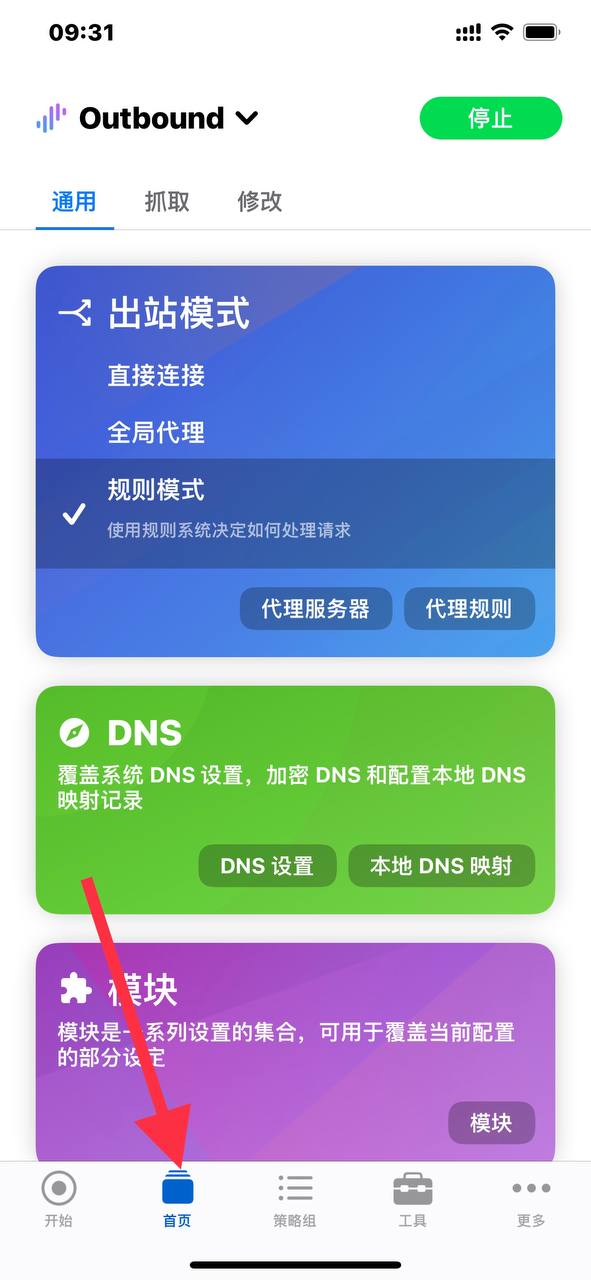 09:31
Outbound
停止
通用
抓取
修改
出站模式
直接连接
全局代理
规则模式
使用规则系统决定如何处理请求
代理服务器
代理规则
DNS
覆盖系统 DNS 设置，加密 DNS 和配置本地 DNS
映射记录
DNS 设置
本地 DNS 映射
模块
模块是一系列设置的集合，可用于覆盖当前配置
的部分设定
模块
开始
首页
策略组
工具
更多